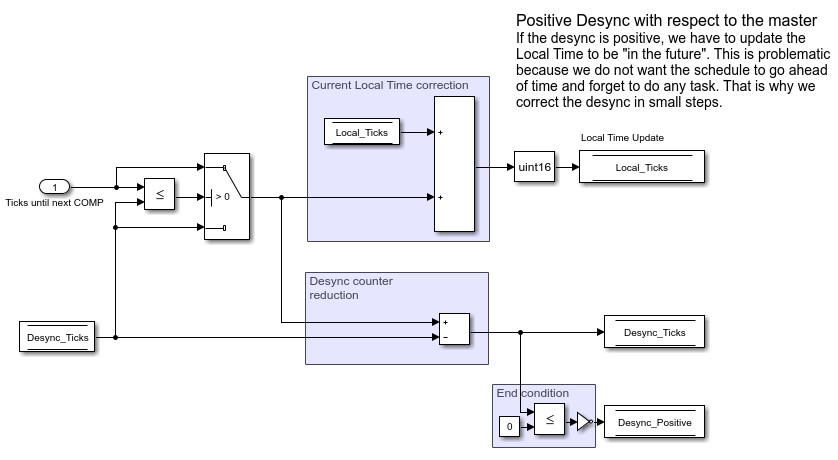 Positive Desync with respect to the master
If the desync is positive, we have to update the
Local Time to be "in the future". This is problematic
because we do not want the schedule to go ahead
of time and forget to do any task. That is why we
correct the desync in small steps.
Current Local Time correction
Local_Ticks
+
+
uint16
Local Time Update
Local_Ticks
1
Ticks until next COMP
≤
> 0
Desync counter
reduction
+
−
Desync_Ticks
Desync_Ticks
End condition
0
≤
Desync_Positive